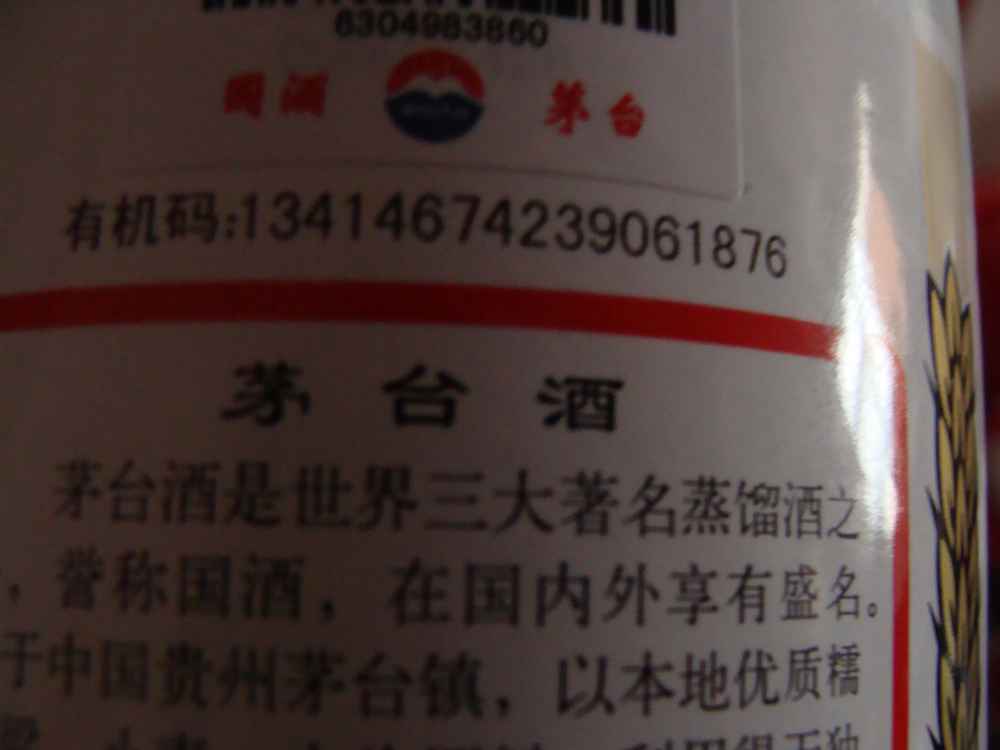 6304983860
国酒 茅台
有机码:13414674239061876
茅台酒
茅台酒是世界三大著名蒸馏酒之
，誉称国酒，在国内外享有盛名。
于中国贵州茅台镇，以本地优质糯